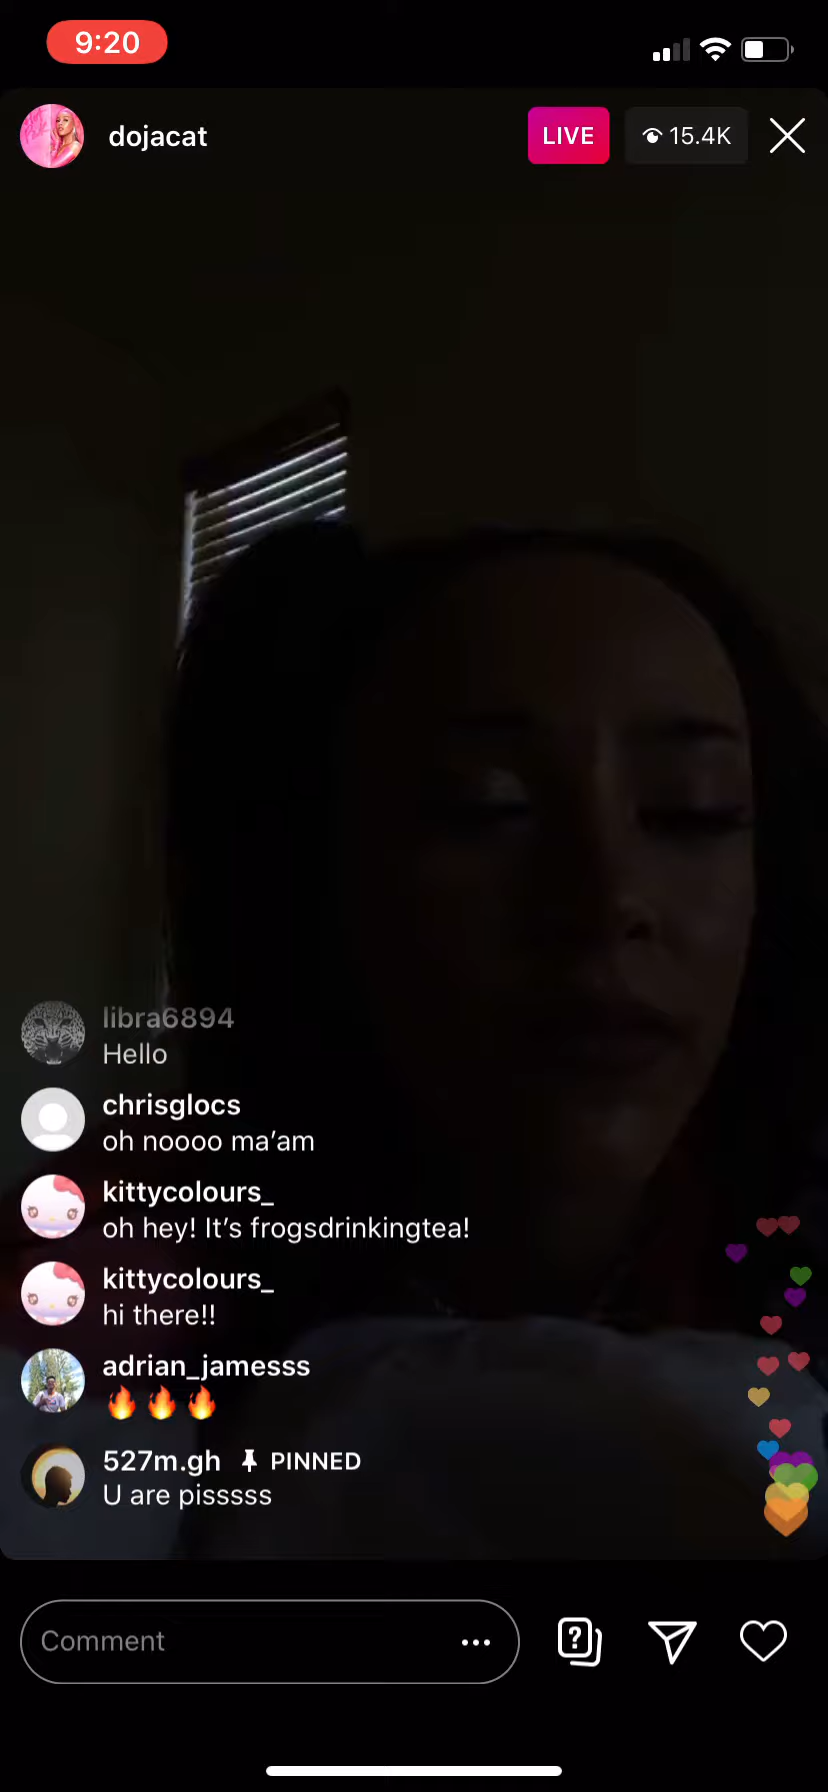 9:20
dojacat LIVE 15.4K
libra6894
Hello
chrisglocs
oh noooo ma’am
kittycolours_
oh hey! It’s frogsdrinkingtea!
kittycolours_
hi there!!
adrian_jamesss
🔥 🔥 🔥
527m.gh PINNED
U are pisssss
Comment